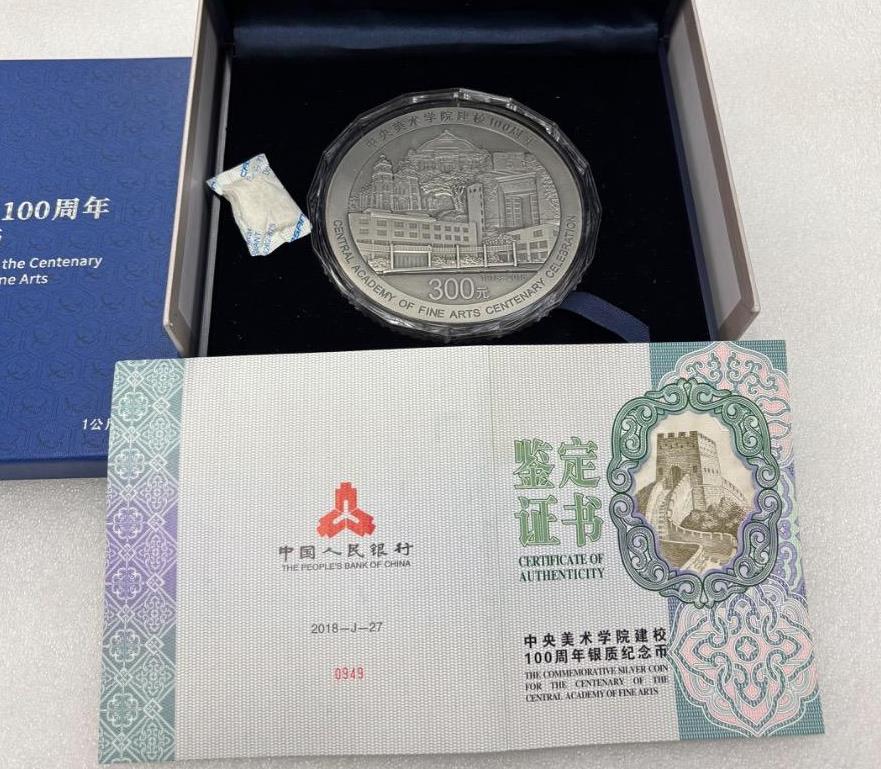 100周年
the Centenary
ne Arts
1公斤
中央美术学院建校100周年
1918-2018
300元
CENTRAL ACADEMY OF FINE ARTS CENTENARY CELEBRATION
中国人民银行
THE PEOPLE'S BANK OF CHINA
2018-J-27
0949
鉴定
证书
CERTIFICATE OF
AUTHENTICITY
中央美术学院建校
100周年银质纪念币
THE COMMEMORATIVE SILVER COIN
FOR THE CENTENARY OF THE
CENTRAL ACADEMY OF FINE ARTS